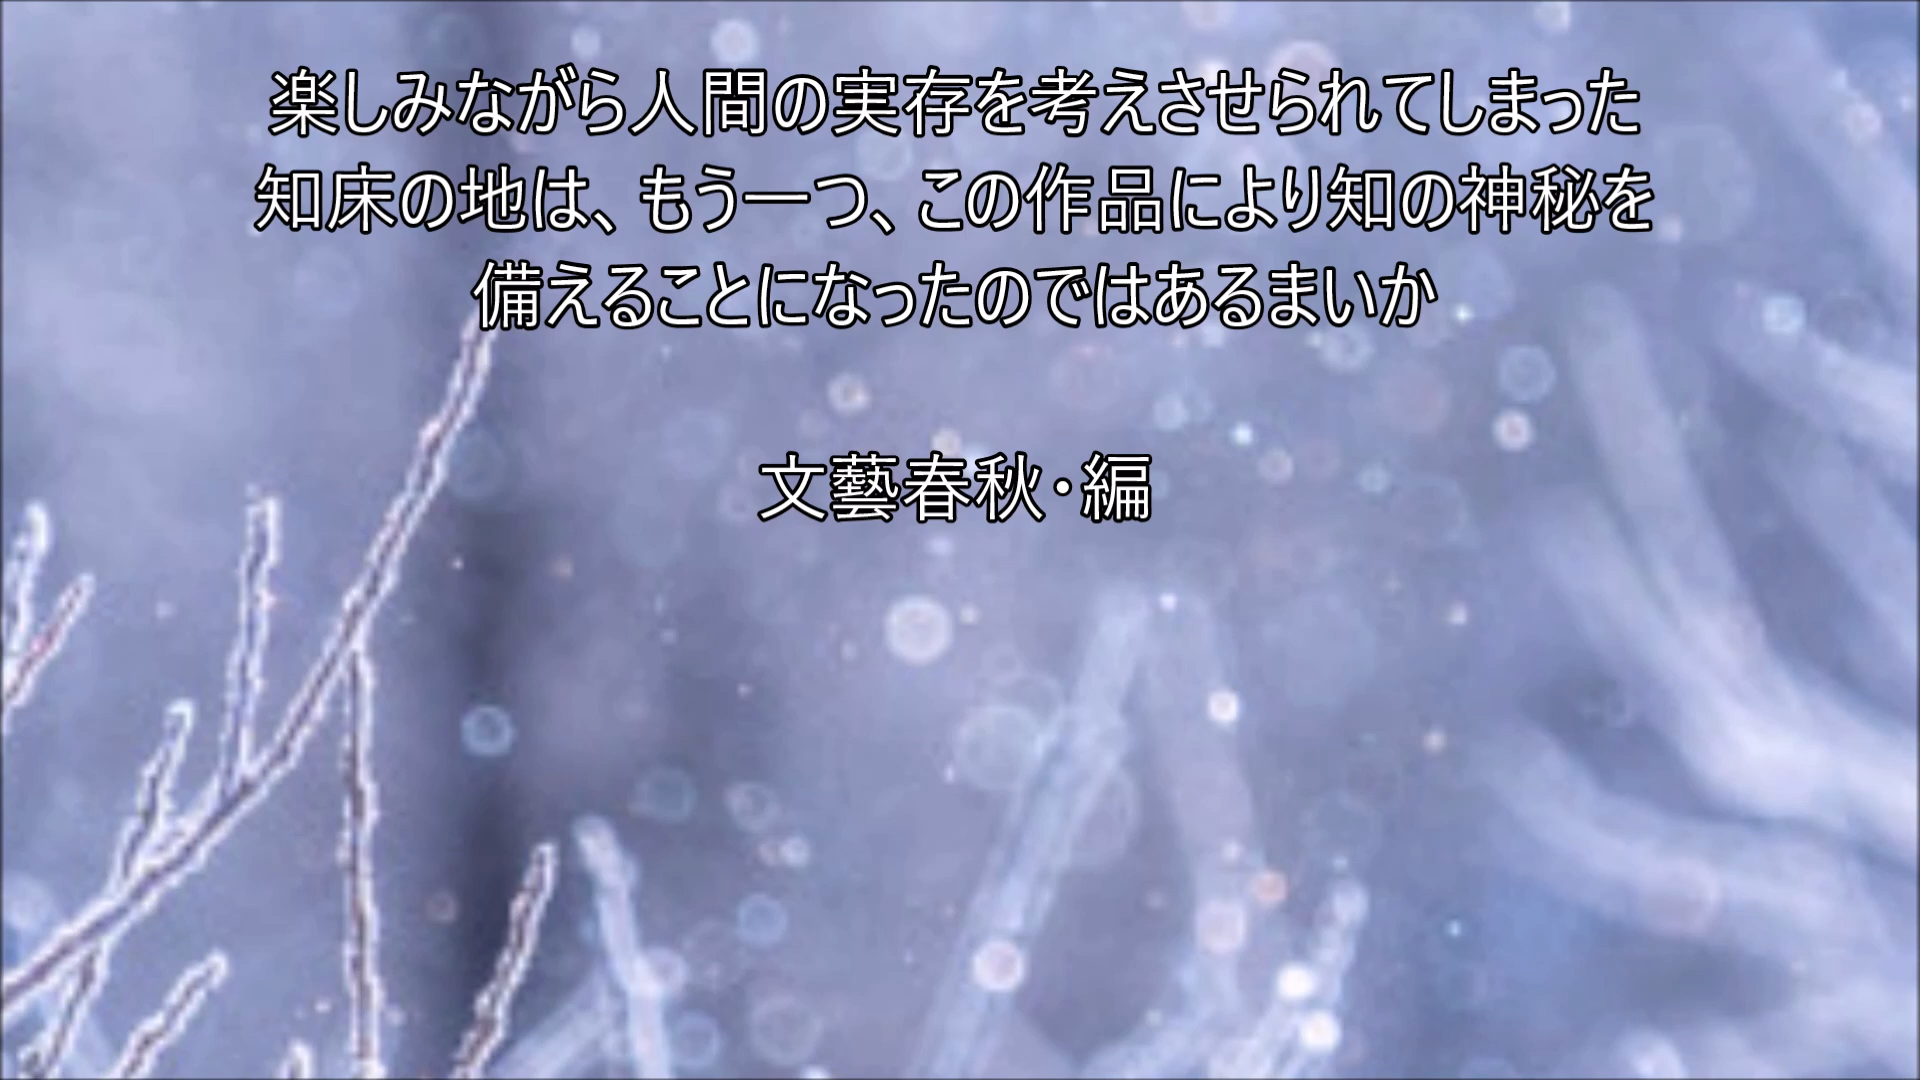 楽しみながら人間の実存を考えさせられてしまった
知床の地は、もう一つ、この作品により知の神秘を
備えることになったのではあるまいか
文藝春秋・編